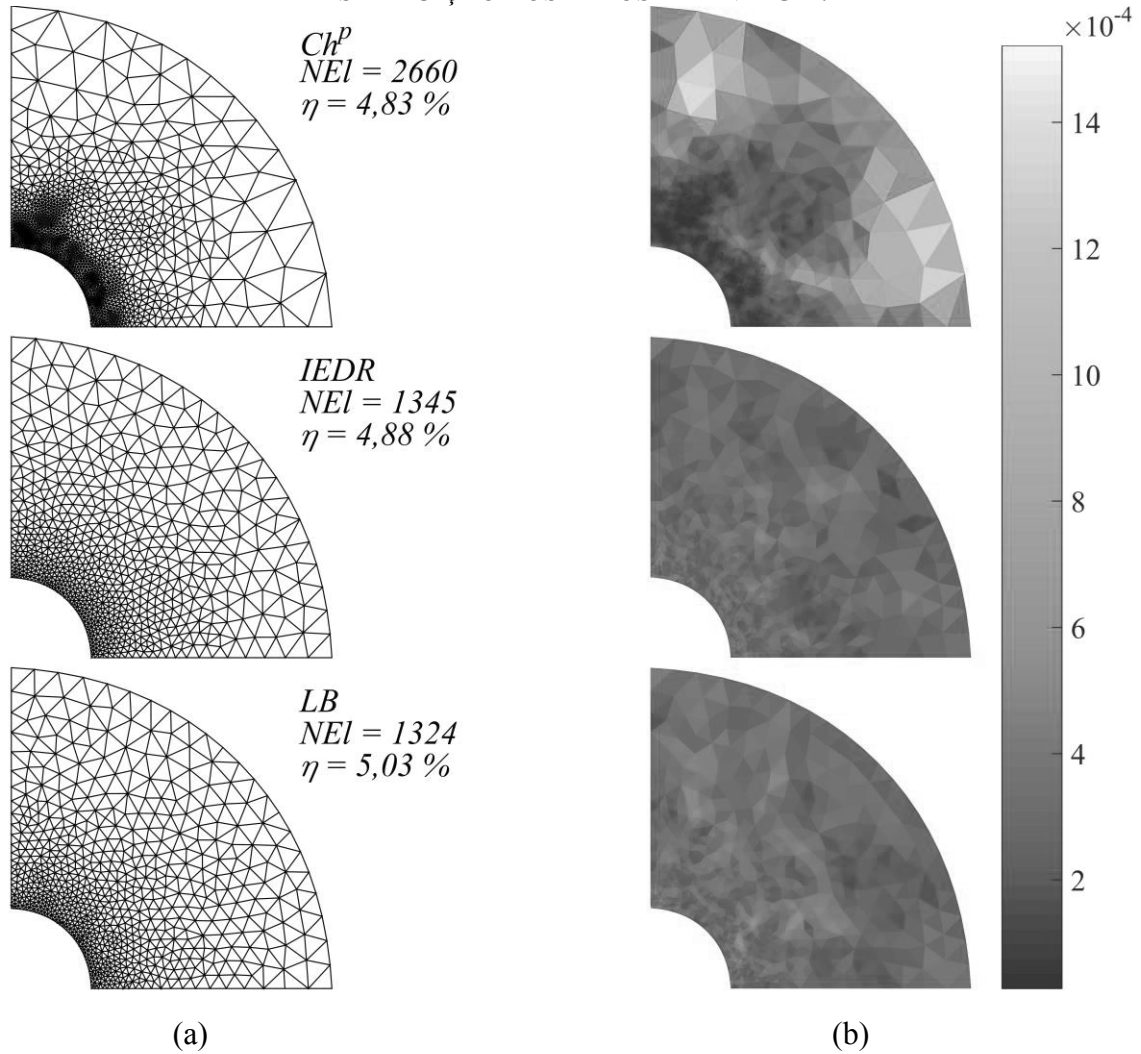 Ch^p
NEl = 2660
η = 4,83 %
×10^-4
14
12
10
8
6
4
2
IEDR
NEl = 1345
η = 4,88 %
LB
NEl = 1324
η = 5,03 %
(a)
(b)